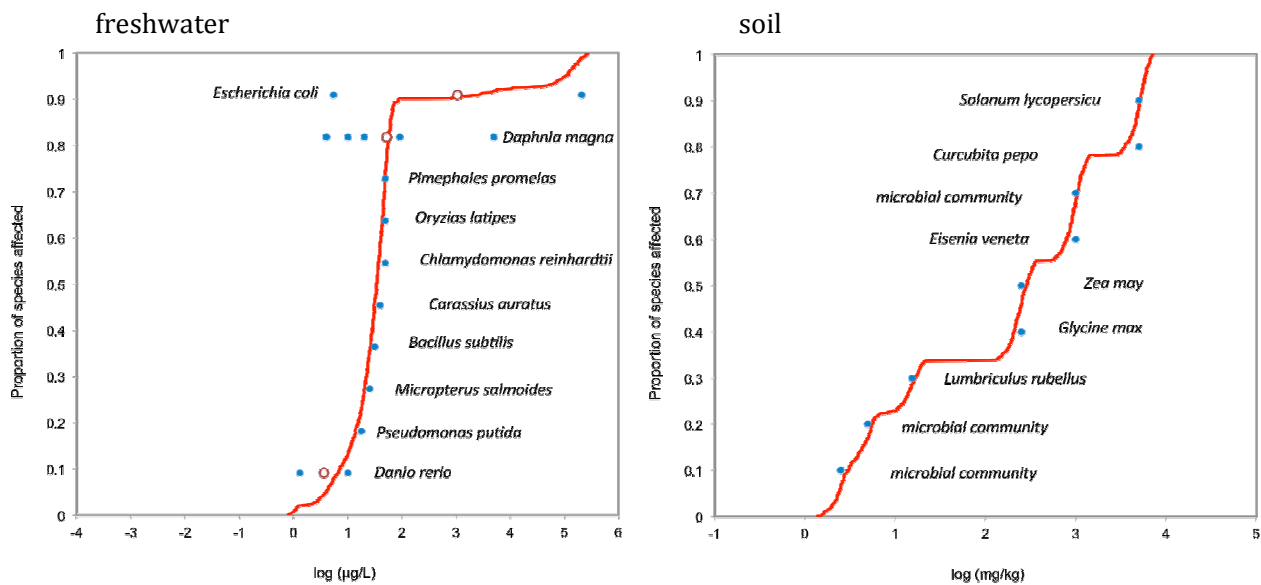 freshwater
1
0.9
0.8
0.7
0.6
0.5
0.4
0.3
0.2
0.1
0
Proportion of species affected
Escherichia coli
Daphnia magna
Pimephales promelas
Oryzias latipes
Chlamydomonas reinhardtii
Carassius auratus
Bacillus subtilis
Micropterus salmoides
Pseudomonas putida
Danio rerio
-4 -3 -2 -1 0 1 2 3 4 5 6
log (µg/L)
soil
1
0.9
0.8
0.7
0.6
0.5
0.4
0.3
0.2
0.1
0
Proportion of species affected
Solanum lycopersicu
Curcubita pepo
microbial community
Eisenia veneta
Zea may
Glycine max
Lumbriculus rubellus
microbial community
microbial community
-1 0 1 2 3 4 5
log (mg/kg)